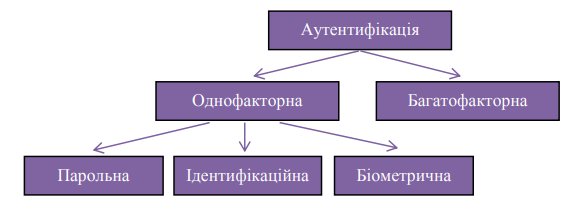 Аутентифікація
Однофакторна
Багатофакторна
Парольна
Ідентифікаційна
Біометрична